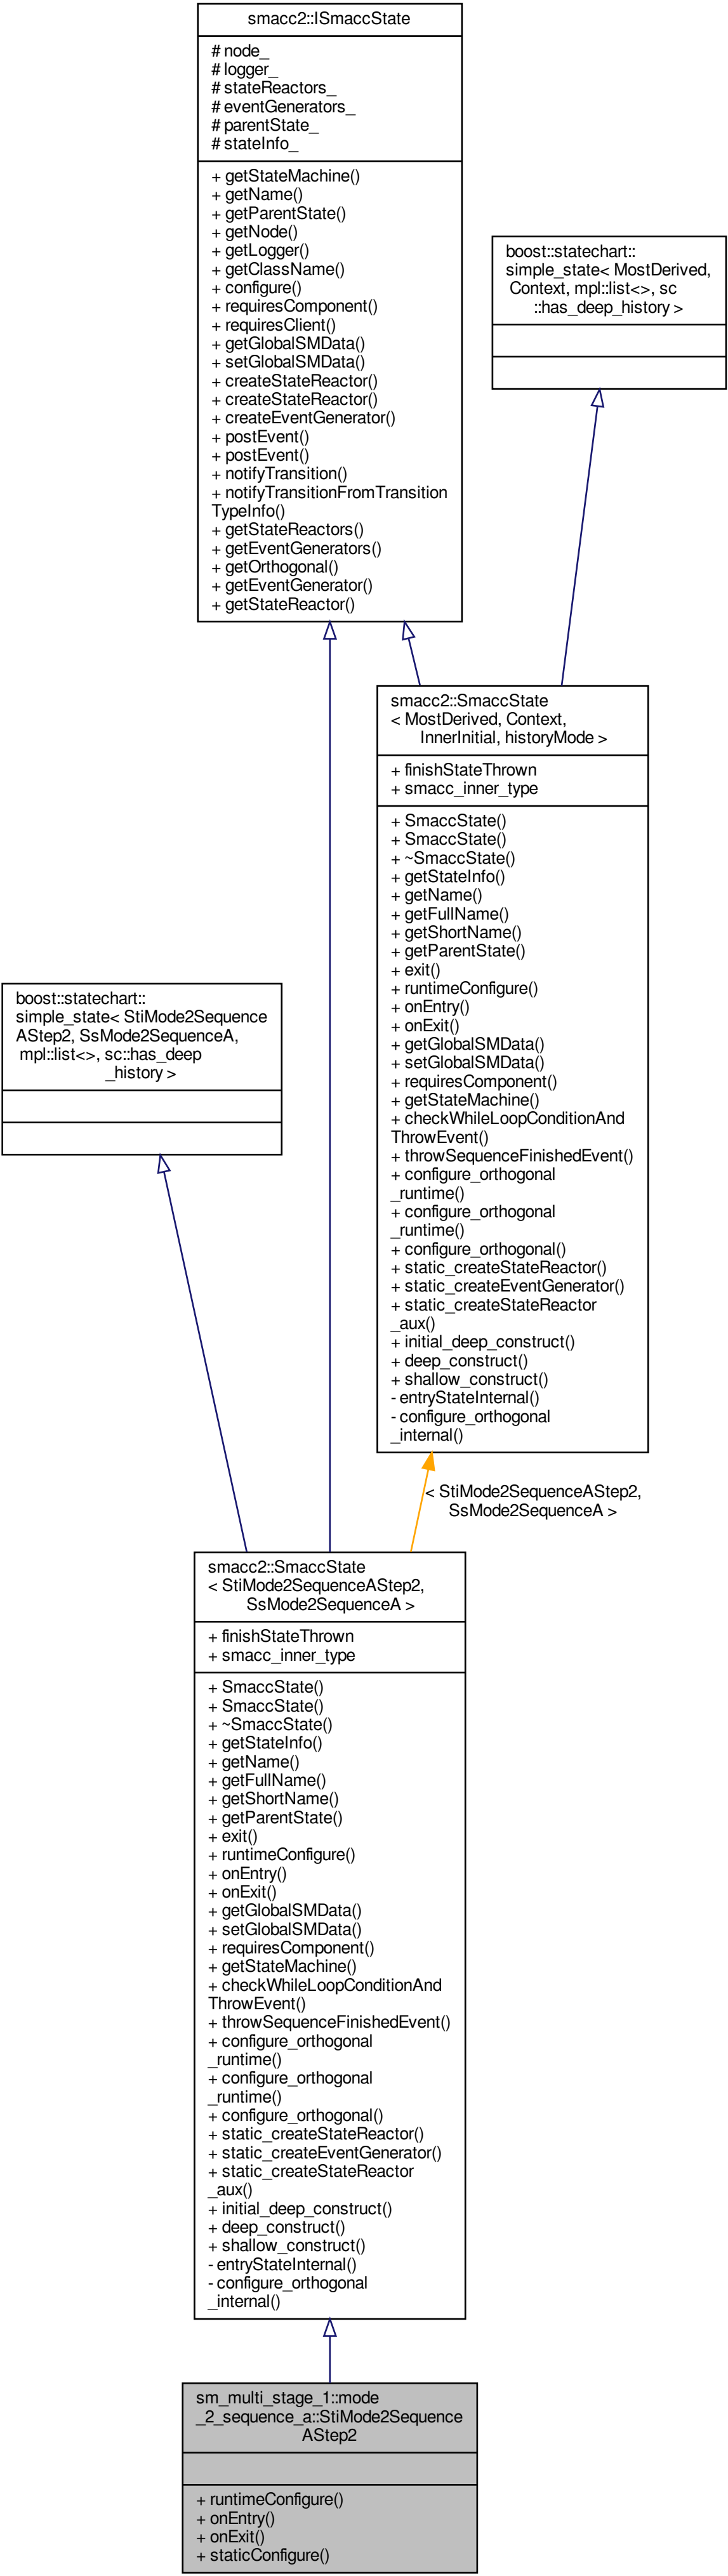 smacc2::ISmaccState
# node_
# logger_
# stateReactors_
# eventGenerators_
# parentState_
# stateInfo_
+ getStateMachine()
+ getName()
+ getParentState()
+ getNode()
+ getLogger()
+ getClassName()
+ configure()
+ requiresComponent()
+ requiresClient()
+ getGlobalSMData()
+ setGlobalSMData()
+ createStateReactor()
+ createStateReactor()
+ createEventGenerator()
+ postEvent()
+ postEvent()
+ notifyTransition()
+ notifyTransitionFromTransition
TypeInfo()
+ getStateReactors()
+ getEventGenerators()
+ getOrthogonal()
+ getEventGenerator()
+ getStateReactor()
boost::statechart::
simple_state< MostDerived,
Context, mpl::list<>, sc
::has_deep_history >
smacc2::SmaccState
< MostDerived, Context,
InnerInitial, historyMode >
+ finishStateThrown
+ smacc_inner_type
+ SmaccState()
+ SmaccState()
+ ~SmaccState()
+ getStateInfo()
+ getName()
+ getFullName()
+ getShortName()
+ getParentState()
+ exit()
+ runtimeConfigure()
+ onEntry()
+ onExit()
+ getGlobalSMData()
+ setGlobalSMData()
+ requiresComponent()
+ getStateMachine()
+ checkWhileLoopConditionAnd
ThrowEvent()
+ throwSequenceFinishedEvent()
+ configure_orthogonal
_runtime()
+ configure_orthogonal
_runtime()
+ configure_orthogonal()
+ static_createStateReactor()
+ static_createEventGenerator()
+ static_createStateReactor
_aux()
+ initial_deep_construct()
+ deep_construct()
+ shallow_construct()
- entryStateInternal()
- configure_orthogonal
_internal()
boost::statechart::
simple_state< StiMode2Sequence
AStep2, SsMode2SequenceA,
mpl::list<>, sc::has_deep
_history >
< StiMode2SequenceAStep2,
SsMode2SequenceA >
smacc2::SmaccState
< StiMode2SequenceAStep2,
SsMode2SequenceA >
+ finishStateThrown
+ smacc_inner_type
+ SmaccState()
+ SmaccState()
+ ~SmaccState()
+ getStateInfo()
+ getName()
+ getFullName()
+ getShortName()
+ getParentState()
+ exit()
+ runtimeConfigure()
+ onEntry()
+ onExit()
+ getGlobalSMData()
+ setGlobalSMData()
+ requiresComponent()
+ getStateMachine()
+ checkWhileLoopConditionAnd
ThrowEvent()
+ throwSequenceFinishedEvent()
+ configure_orthogonal
_runtime()
+ configure_orthogonal
_runtime()
+ configure_orthogonal()
+ static_createStateReactor()
+ static_createEventGenerator()
+ static_createStateReactor
_aux()
+ initial_deep_construct()
+ deep_construct()
+ shallow_construct()
- entryStateInternal()
- configure_orthogonal
_internal()
sm_multi_stage_1::mode
_2_sequence_a::StiMode2Sequence
AStep2
+ runtimeConfigure()
+ onEntry()
+ onExit()
+ staticConfigure()